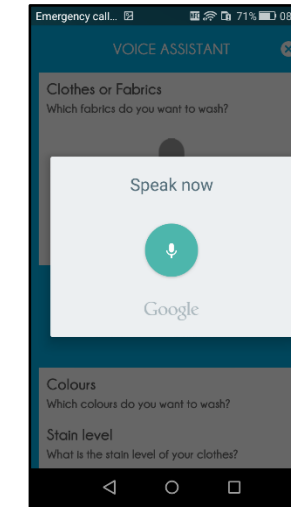 Emergency call... 71% 08
VOICE ASSISTANT
Clothes or Fabrics
Which fabrics do you want to wash?
Speak now
Google
Colours
Which colours do you want to wash?
Stain level
What is the stain level of your clothes?